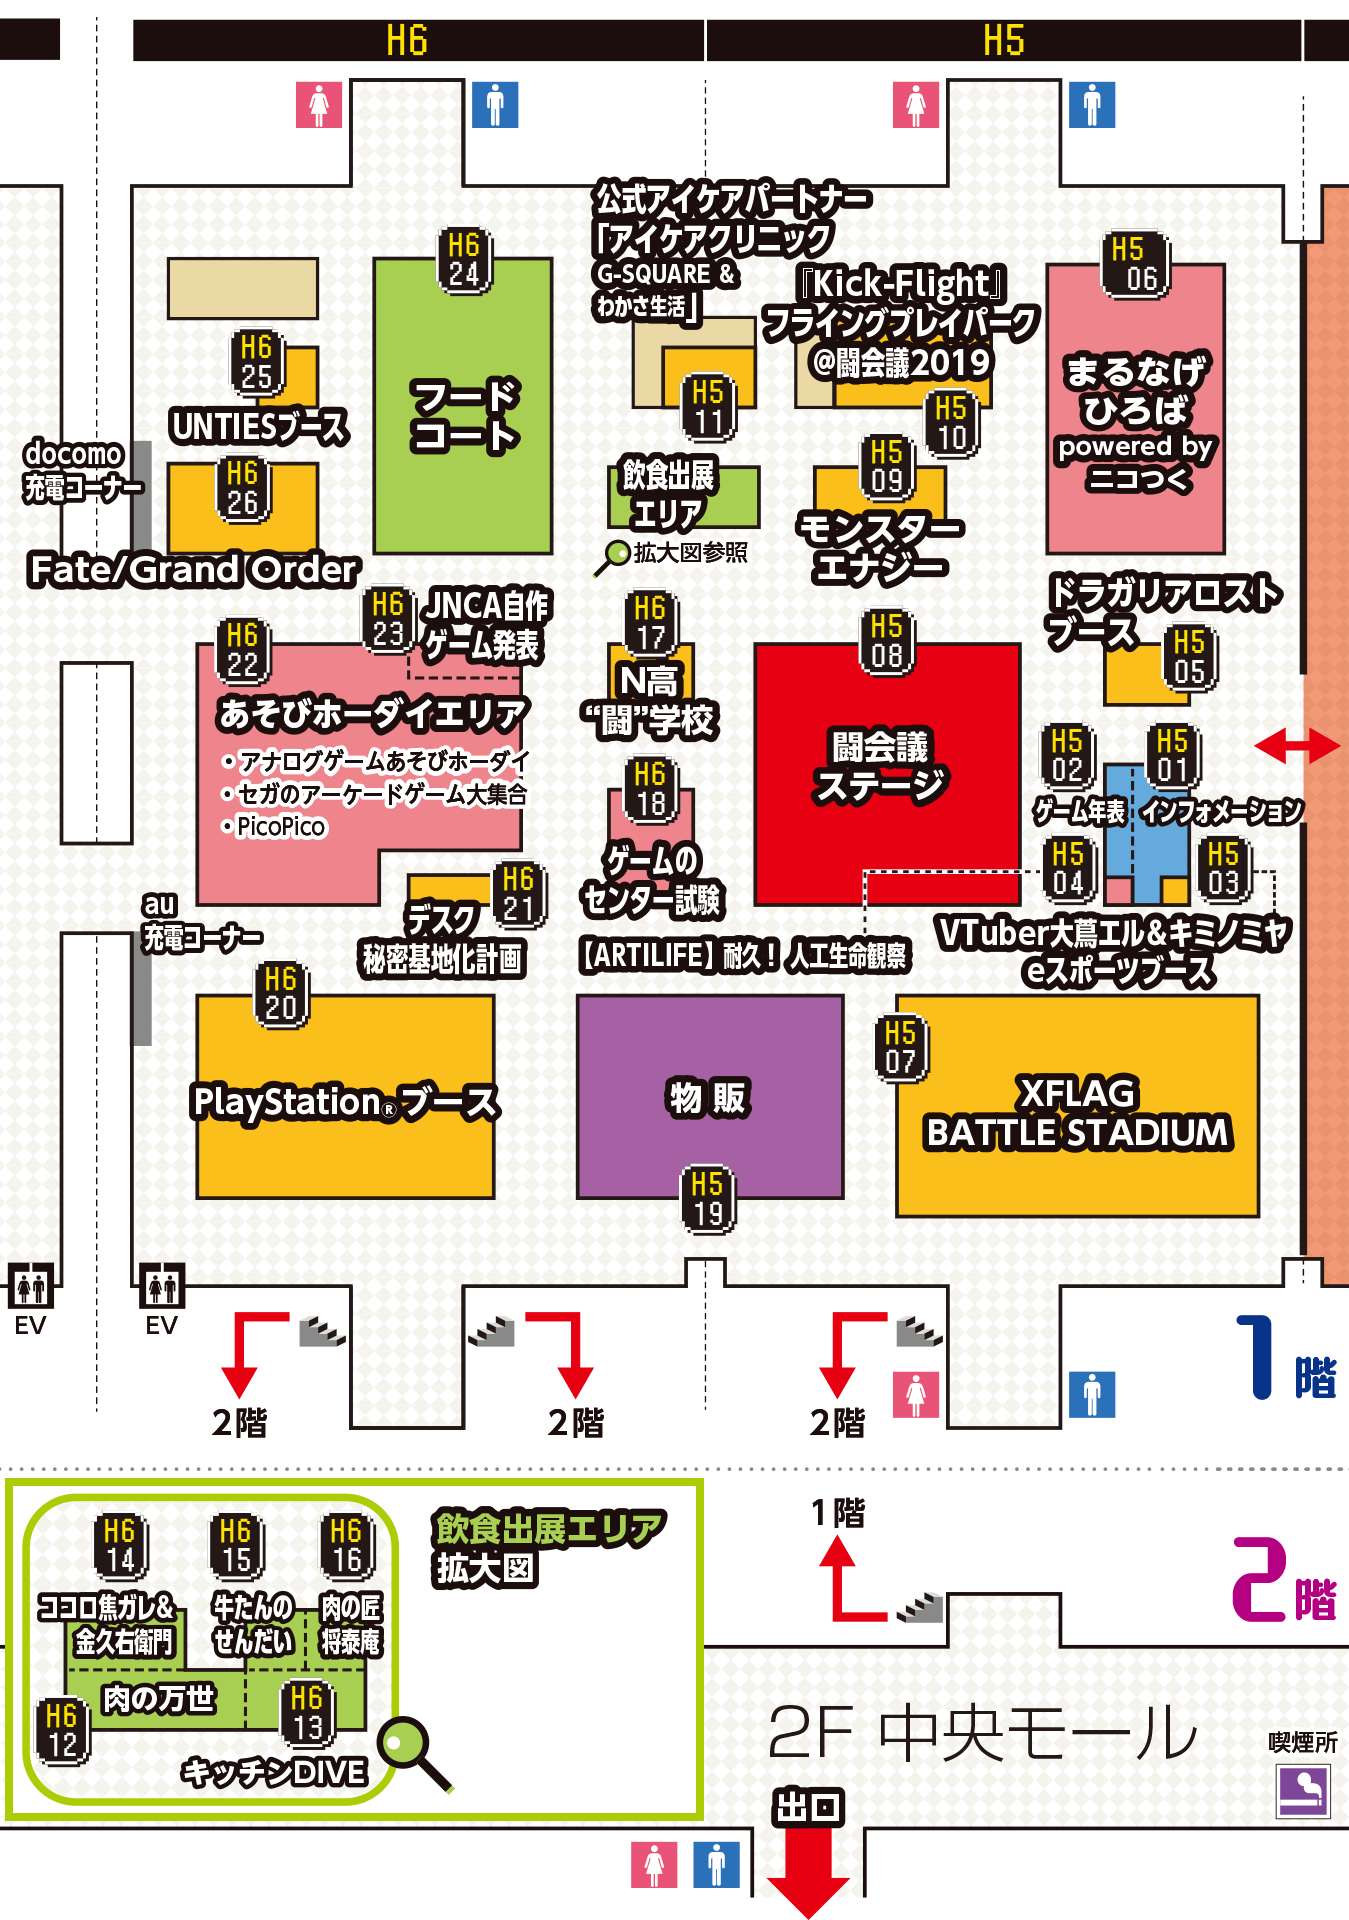 H6
H5
公式アイケアパートナー
「アイケアクリニック
G-SQUARE &
わかさ生活」
H5
11
『Kick-Flight』
フライングプレイパーク
@闘会議2019
H5
10
H5
06
まるなげ
ひろば
powered by
ニコつく
H6
24
フード
コート
H6
25
UNTIESブース
docomo
充電コーナー
H6
26
Fate/Grand Order
飲食出展
エリア
拡大図参照
H5
09
モンスター
エナジー
H6
23
JNCA自作
ゲーム発表
H6
22
あそびホーダイエリア
・アナログゲームあそびホーダイ
・セガのアーケードゲーム大集合
・PicoPico
H6
17
N高
“闘”学校
H6
18
ゲームの
センター試験
H5
08
闘会議
ステージ
ドラガリアロスト
ブース
H5
05
H5
02
ゲーム年表
H5
01
インフォメーション
H5
04
H5
03
VTuber大蔦エル&キミノミヤ
eスポーツブース
au
充電コーナー
H6
21
デスク
秘密基地化計画
【ARTILIFE】耐久！人工生命観察
H6
20
PlayStation®ブース
物販
H5
19
H5
07
XFLAG
BATTLE STADIUM
EV
EV
2階
2階
2階
1階
H6
14
ココロ焦ガレ&
金久右衛門
H6
15
牛たんの
せんだい
H6
16
肉の匠
将泰庵
H6
12
肉の万世
H6
13
キッチンDIVE
飲食出展エリア
拡大図
1階
2階
2F 中央モール
喫煙所
出口